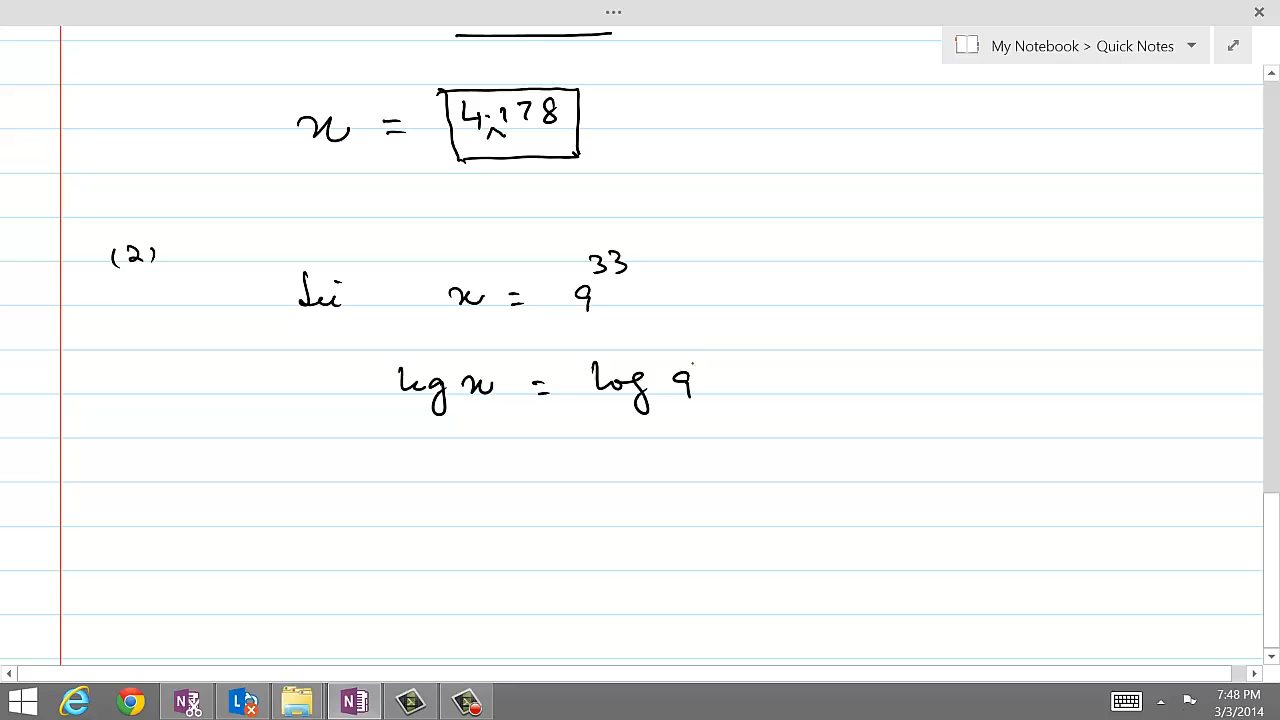 My Notebook > Quick Notes
x = 4.178
(2)
Let x = 9^33
log x = log 9
7:48 PM
3/3/2014